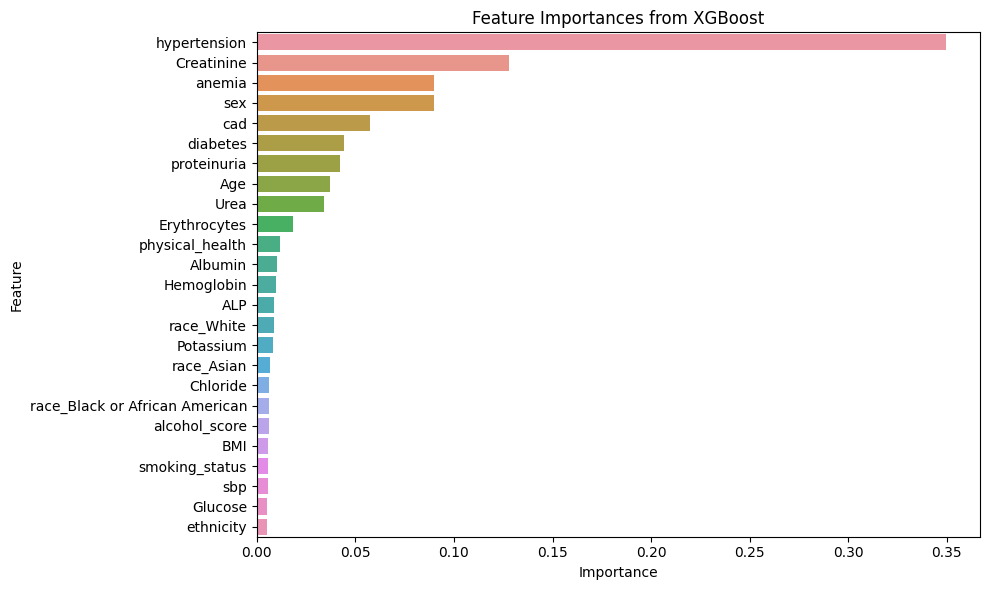 Feature Importances from XGBoost
Feature
hypertension
Creatinine
anemia
sex
cad
diabetes
proteinuria
Age
Urea
Erythrocytes
physical_health
Albumin
Hemoglobin
ALP
race_White
Potassium
race_Asian
Chloride
race_Black or African American
alcohol_score
BMI
smoking_status
sbp
Glucose
ethnicity
0.00 0.05 0.10 0.15 0.20 0.25 0.30 0.35
Importance